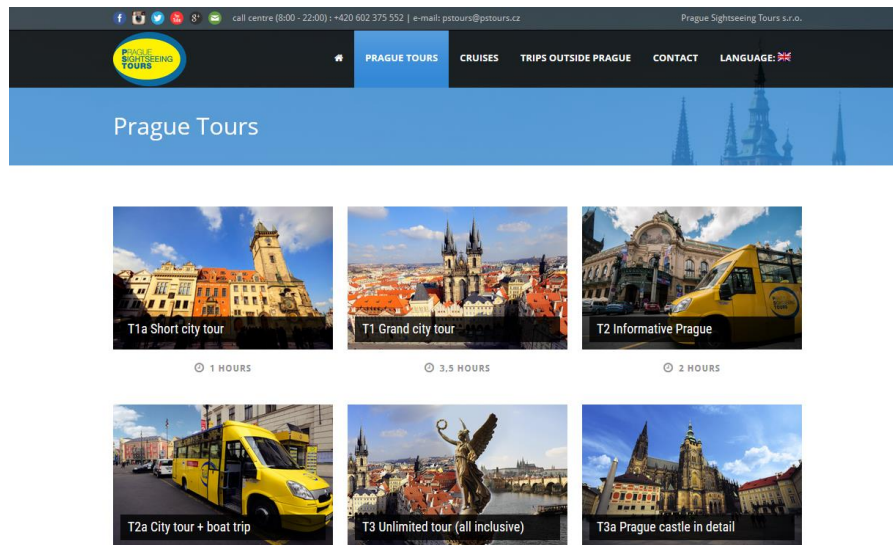 call centre (8:00 - 22:00) : +420 602 375 552 | e-mail: pstours@pstours.cz
Prague Sightseeing Tours s.r.o.
PRAGUE
SIGHTSEEING
TOURS
PRAGUE TOURS
CRUISES
TRIPS OUTSIDE PRAGUE
CONTACT
LANGUAGE:
Prague Tours
T1a Short city tour
T1 Grand city tour
T2 Informative Prague
1 HOURS
3,5 HOURS
2 HOURS
T2a City tour + boat trip
T3 Unlimited tour (all inclusive)
T3a Prague castle in detail